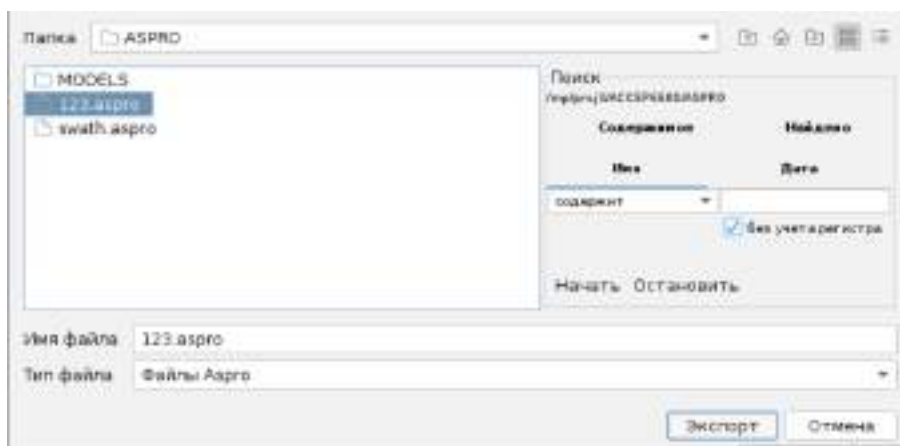 Папка ASPRO
MODELS
123.aspro
swath.aspro
Поиск
Содержимое Найдено
Имя Дата
содержит
без учета регистра
Начать Остановить
Имя файла 123.aspro
Тип файла Файлы Aspro
Экспорт Отмена